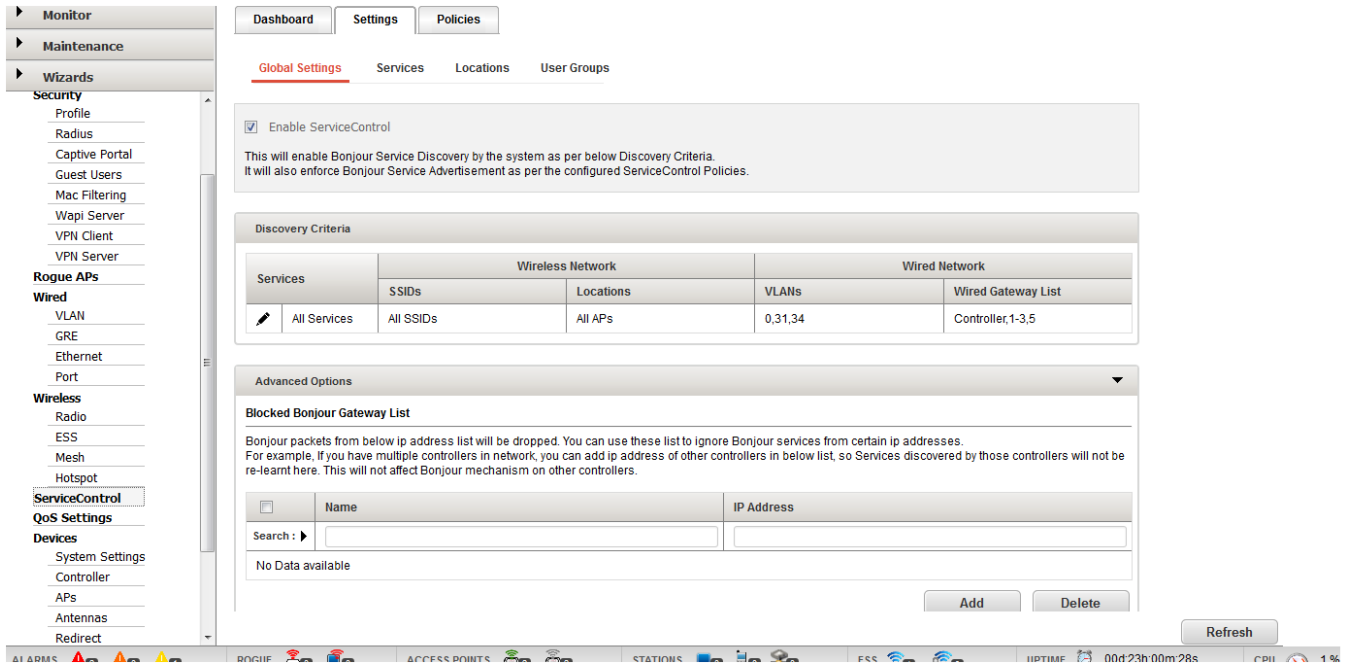 Monitor
Maintenance
Wizards
Security
Profile
Radius
Captive Portal
Guest Users
Mac Filtering
Wapi Server
VPN Client
VPN Server
Rogue APs
Wired
VLAN
GRE
Ethernet
Port
Wireless
Radio
ESS
Mesh
Hotspot
ServiceControl
QoS Settings
Devices
System Settings
Controller
APs
Antennas
Redirect
Dashboard Settings Policies
Global Settings Services Locations User Groups
Enable ServiceControl
This will enable Bonjour Service Discovery by the system as per below Discovery Criteria.
It will also enforce Bonjour Service Advertisement as per the configured ServiceControl Policies.
Discovery Criteria
Services Wireless Network Wired Network
SSIDs Locations VLANs Wired Gateway List
All Services All SSIDs All APs 0,31,34 Controller,1-3,5
Advanced Options
Blocked Bonjour Gateway List
Bonjour packets from below ip address list will be dropped. You can use these list to ignore Bonjour services from certain ip addresses.
For example, If you have multiple controllers in network, you can add ip address of other controllers in below list, so Services discovered by those controllers will not be
re-learnt here. This will not affect Bonjour mechanism on other controllers.
Name IP Address
Search :
No Data available
Add Delete
Refresh
ALARMS ROGUE ACCESS POINTS STATIONS ESS UPTIME 00d:23h:00m:28s CPU 1 %